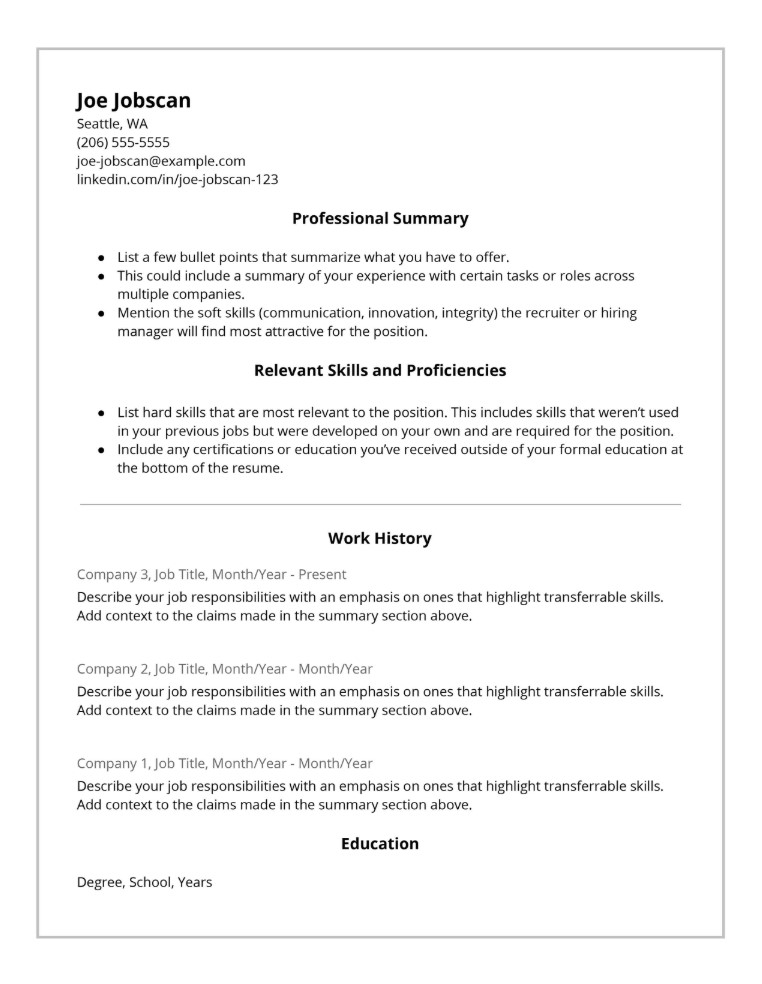 Joe Jobscan
Seattle, WA
(206) 555-5555
joe-jobscan@example.com
linkedin.com/in/joe-jobscan-123
Professional Summary
● List a few bullet points that summarize what you have to offer.
● This could include a summary of your experience with certain tasks or roles across
multiple companies.
● Mention the soft skills (communication, innovation, integrity) the recruiter or hiring
manager will find most attractive for the position.
Relevant Skills and Proficiencies
● List hard skills that are most relevant to the position. This includes skills that weren’t used
in your previous jobs but were developed on your own and are required for the position.
● Include any certifications or education you’ve received outside of your formal education at
the bottom of the resume.
Work History
Company 3, Job Title, Month/Year - Present
Describe your job responsibilities with an emphasis on ones that highlight transferrable skills.
Add context to the claims made in the summary section above.
Company 2, Job Title, Month/Year - Month/Year
Describe your job responsibilities with an emphasis on ones that highlight transferrable skills.
Add context to the claims made in the summary section above.
Company 1, Job Title, Month/Year - Month/Year
Describe your job responsibilities with an emphasis on ones that highlight transferrable skills.
Add context to the claims made in the summary section above.
Education
Degree, School, Years